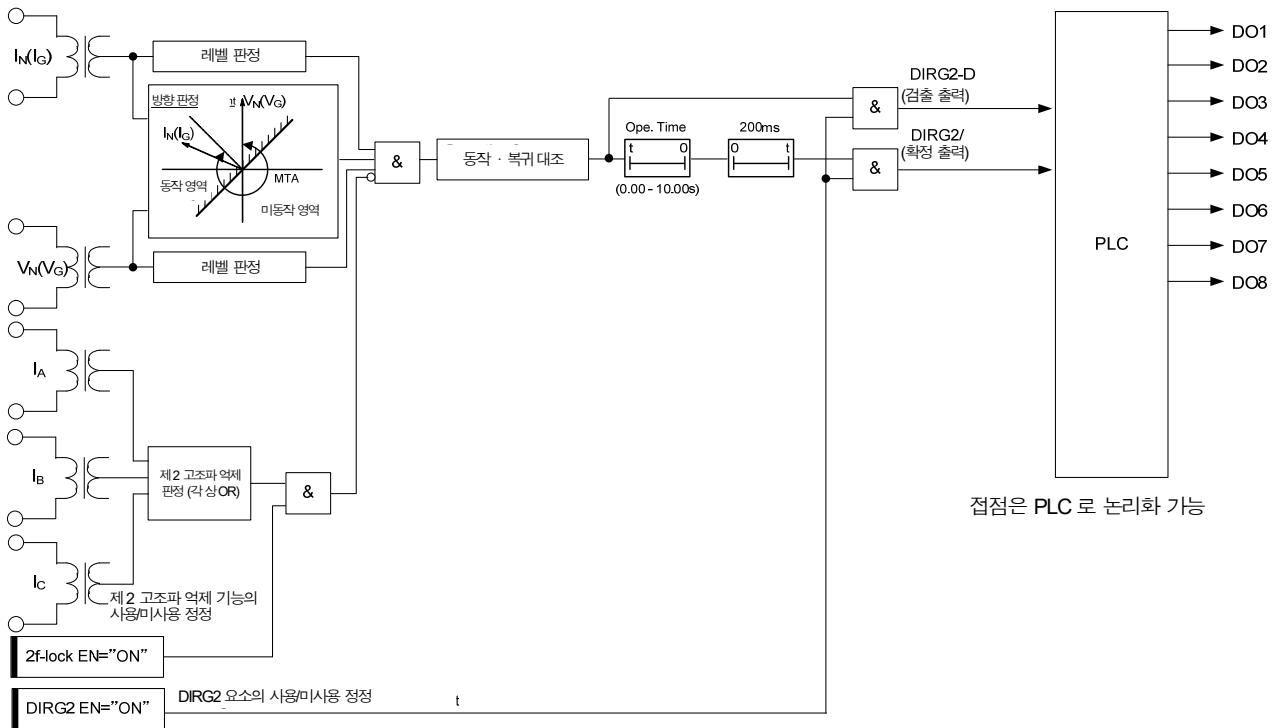 I_N(I_G)
레벨 판정
방향 판정
V_N(V_G)
I_N(I_G)
동작 영역
MTA
미동작 영역
V_N(V_G)
레벨 판정
&
동작 · 복귀 대조
Ope. Time
t 0
(0.00 - 10.00s)
200ms
0 t
DIRG2-D
(검출 출력)
&
DIRG2/
(확정 출력)
&
PLC
DO1
DO2
DO3
DO4
DO5
DO6
DO7
DO8
접점은 PLC 로 논리화 가능
I_A
I_B
I_C
제 2 고조파 억제
판정 (각 상 OR)
&
제 2 고조파 억제 기능의
사용/미사용 정정
2f-lock EN="ON"
DIRG2 EN="ON"
DIRG2 요소의 사용/미사용 정정
t